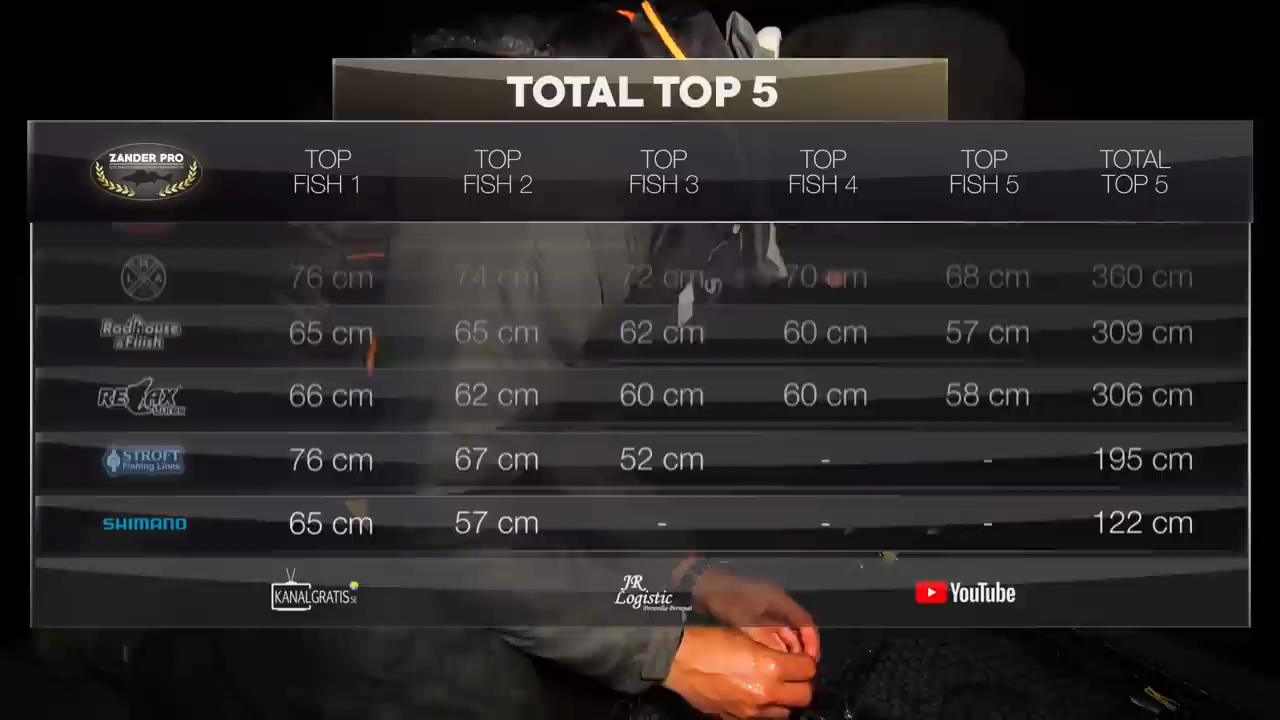 TOTAL TOP 5
ZANDER PRO
TOP FISH 1
TOP FISH 2
TOP FISH 3
TOP FISH 4
TOP FISH 5
TOTAL TOP 5
76 cm 74 cm 72 cm 70 cm 68 cm 360 cm
Rodhouse
65 cm 65 cm 62 cm 60 cm 57 cm 309 cm
RELAX Lures
66 cm 62 cm 60 cm 60 cm 58 cm 306 cm
STROFT Fishing Lines
76 cm 67 cm 52 cm - - 195 cm
SHIMANO
65 cm 57 cm - - - 122 cm
KANALGRATIS.SE
JR Logistic
Personlia Personal
YouTube